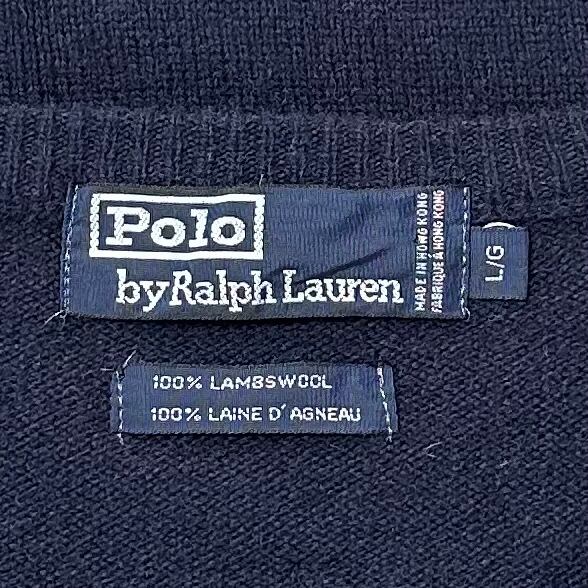 Polo
by Ralph Lauren
MADE IN HONG KONG
FABRIQUÉ À HONG KONG
L/G
100% LAMBSWOOL
100% LAINE D'AGNEAU